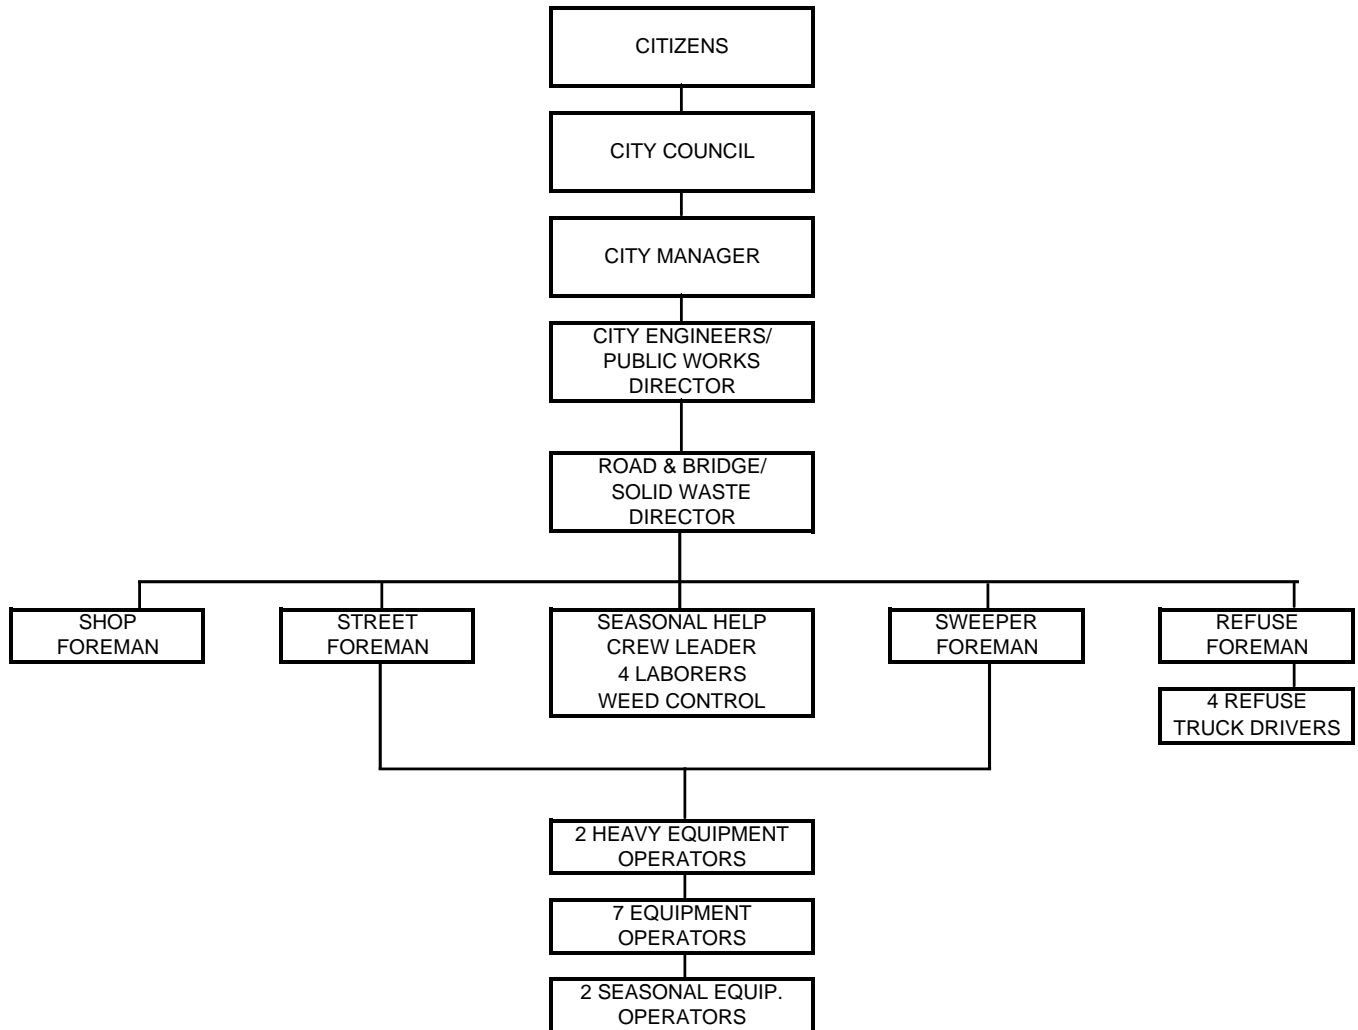 CITIZENS
CITY COUNCIL
CITY MANAGER
CITY ENGINEERS/
PUBLIC WORKS
DIRECTOR
ROAD & BRIDGE/
SOLID WASTE
DIRECTOR
SHOP
FOREMAN
STREET
FOREMAN
SEASONAL HELP
CREW LEADER
4 LABORERS
WEED CONTROL
SWEEPER
FOREMAN
REFUSE
FOREMAN
4 REFUSE
TRUCK DRIVERS
2 HEAVY EQUIPMENT
OPERATORS
7 EQUIPMENT
OPERATORS
2 SEASONAL EQUIP.
OPERATORS